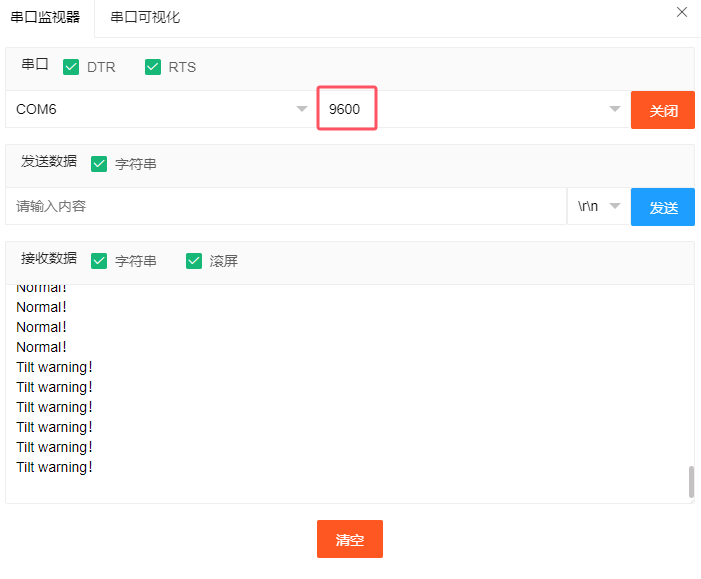 串口监视器 串口可视化
串口 DTR RTS
COM6 9600 关闭
发送数据 字符串
请输入内容 \r\n 发送
接收数据 字符串 滚屏
Normal!
Normal!
Normal!
Normal!
Tilt warning!
Tilt warning!
Tilt warning!
Tilt warning!
Tilt warning!
Tilt warning!
清空